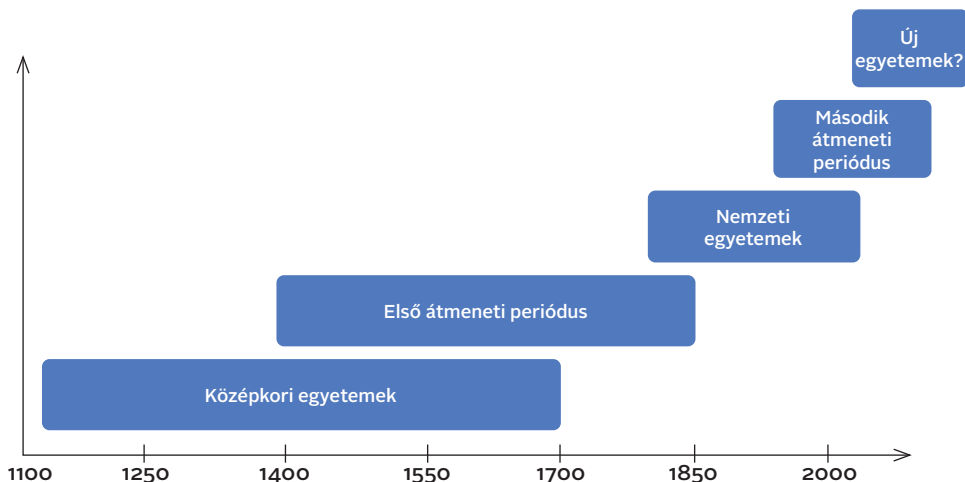 Új
egyetemek?
Második
átmeneti
periódus
Nemzeti
egyetemek
Első átmeneti periódus
Középkori egyetemek
1100 1250 1400 1550 1700 1850 2000